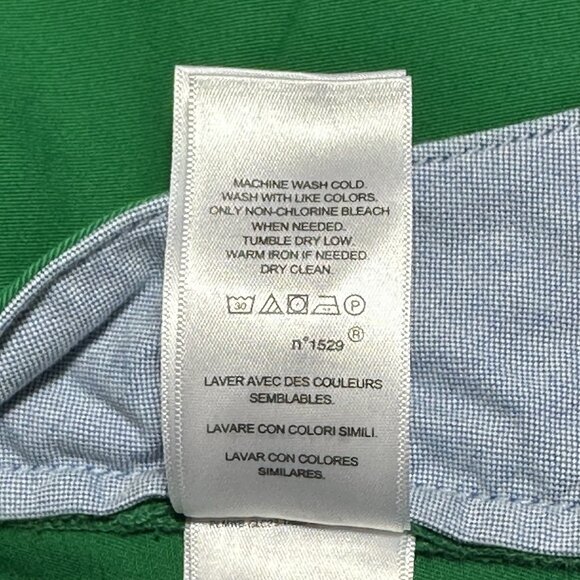 MACHINE WASH COLD.
WASH WITH LIKE COLORS.
ONLY NON-CHLORINE BLEACH
WHEN NEEDED.
TUMBLE DRY LOW.
WARM IRON IF NEEDED
DRY CLEAN.
30 P
n°1529 ®
LAVER AVEC DES COULEURS
SEMBLABLES.
LAVARE CON COLORI SIMILI.
LAVAR CON COLORES
SIMILARES.